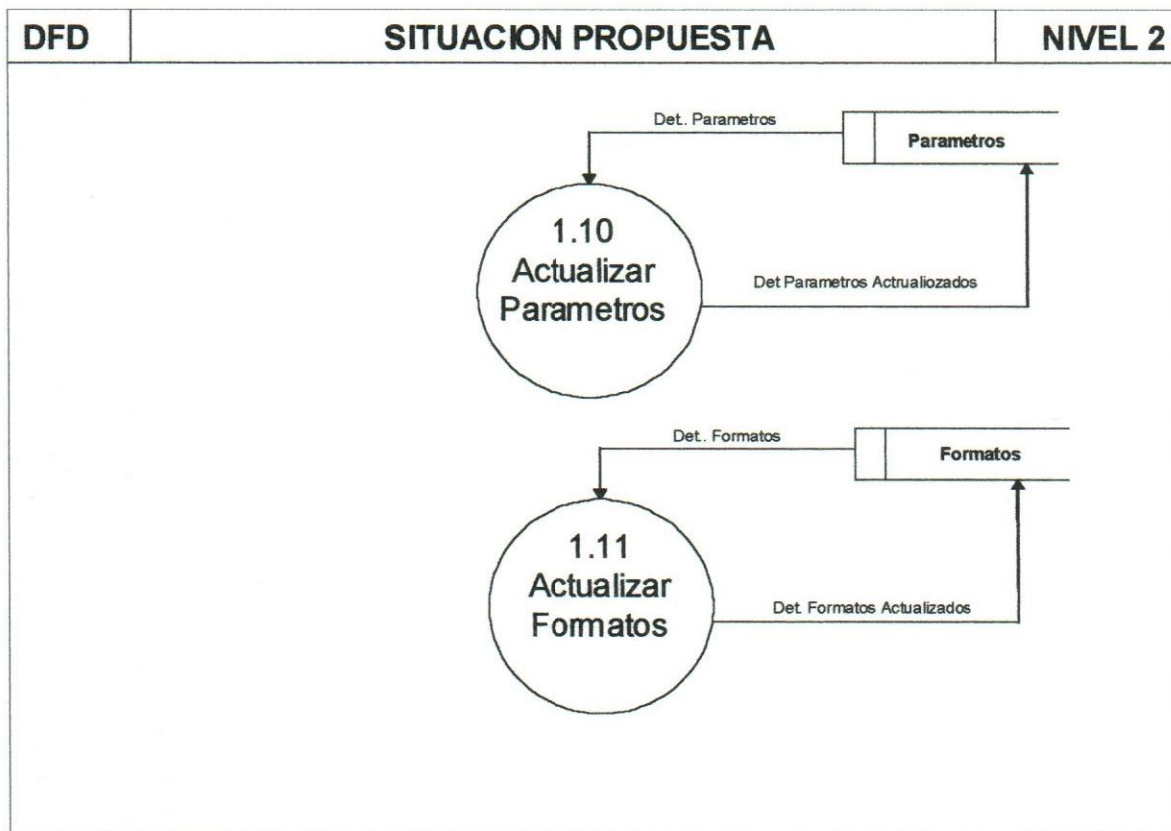 DFD
SITUACION PROPUESTA
NIVEL 2
Det.. Parametros
Parametros
1.10
Actualizar
Parametros
Det Parametros Actrualiozados
Det.. Formatos
Formatos
1.11
Actualizar
Formatos
Det. Formatos Actualizados